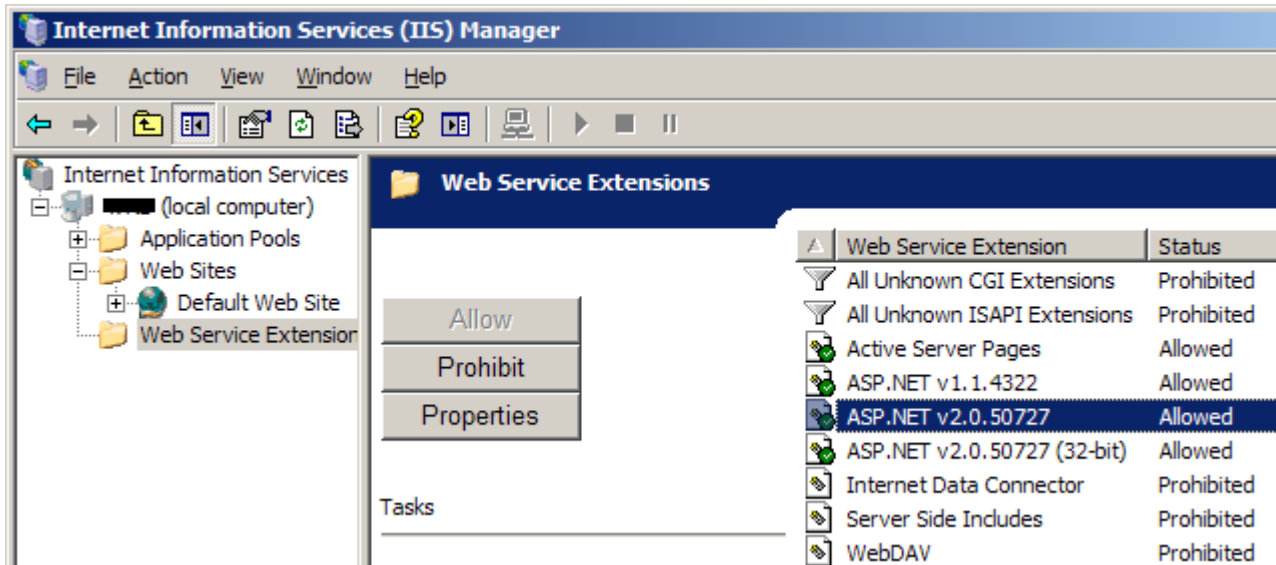 Internet Information Services (IIS) Manager
File Action View Window Help
Internet Information Services
(local computer)
Application Pools
Web Sites
Default Web Site
Web Service Extension
Web Service Extensions
Allow
Prohibit
Properties
Tasks
Web Service Extension Status
All Unknown CGI Extensions Prohibited
All Unknown ISAPI Extensions Prohibited
Active Server Pages Allowed
ASP.NET v1.1.4322 Allowed
ASP.NET v2.0.50727 Allowed
ASP.NET v2.0.50727 (32-bit) Allowed
Internet Data Connector Prohibited
Server Side Includes Prohibited
WebDAV Prohibited